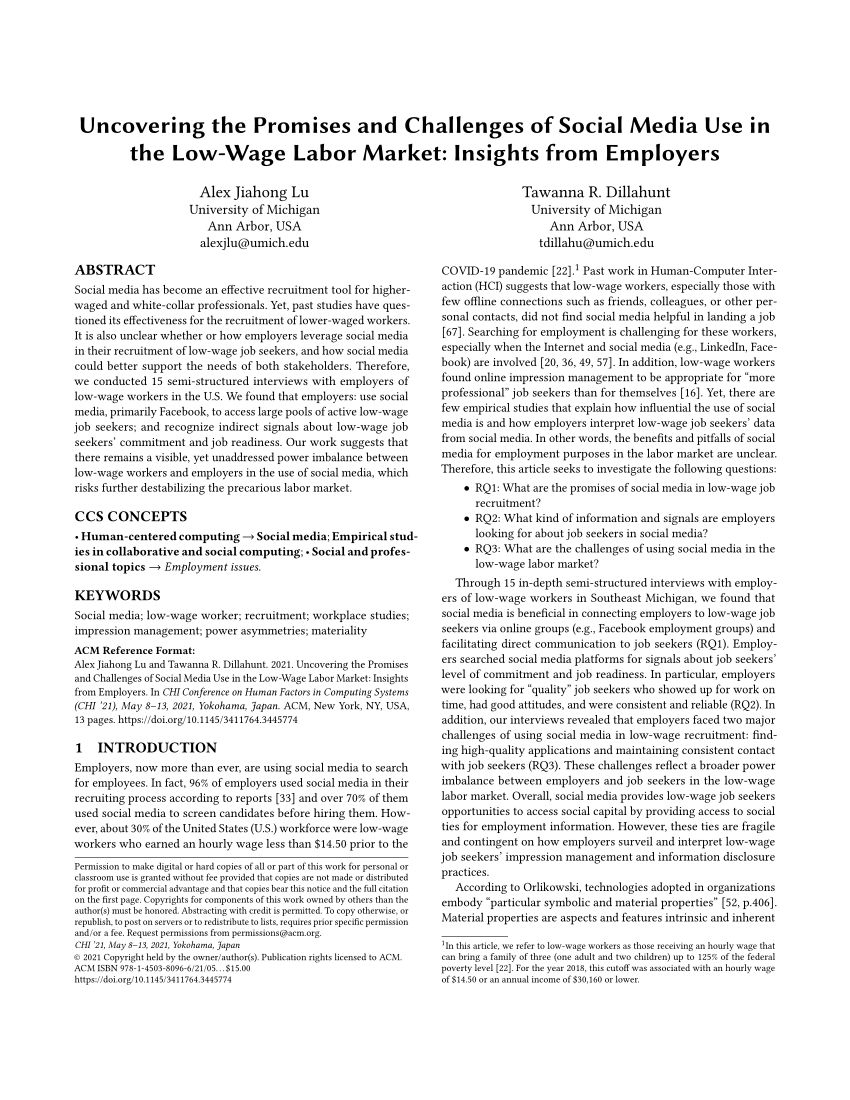 Uncovering the Promises and Challenges of Social Media Use in
the Low-Wage Labor Market: Insights from Employers
Alex Jiahong Lu
University of Michigan
Ann Arbor, USA
alexjlu@umich.edu
Tawanna R. Dillahunt
University of Michigan
Ann Arbor, USA
tdillahu@umich.edu
ABSTRACT
Social media has become an effective recruitment tool for higher-
waged and white-collar professionals. Yet, past studies have ques-
tioned its effectiveness for the recruitment of lower-waged workers.
It is also unclear whether or how employers leverage social media
in their recruitment of low-wage job seekers, and how social media
could better support the needs of both stakeholders. Therefore,
we conducted 15 semi-structured interviews with employers of
low-wage workers in the U.S. We found that employers: use social
media, primarily Facebook, to access large pools of active low-wage
job seekers; and recognize indirect signals about low-wage job
seekers' commitment and job readiness. Our work suggests that
there remains a visible, yet unaddressed power imbalance between
low-wage workers and employers in the use of social media, which
risks further destabilizing the precarious labor market.
CCS CONCEPTS
• Human-centered computing → Social media; Empirical stud-
ies in collaborative and social computing; • Social and profes-
sional topics → Employment issues.
KEYWORDS
Social media; low-wage worker; recruitment; workplace studies;
impression management; power asymmetries; materiality
ACM Reference Format:
Alex Jiahong Lu and Tawanna R. Dillahunt. 2021. Uncovering the Promises
and Challenges of Social Media Use in the Low-Wage Labor Market: Insights
from Employers. In CHI Conference on Human Factors in Computing Systems
(CHI '21), May 8–13, 2021, Yokohama, Japan. ACM, New York, NY, USA,
13 pages. https://doi.org/10.1145/3411764.3445774
1 INTRODUCTION
Employers, now more than ever, are using social media to search
for employees. In fact, 96% of employers used social media in their
recruiting process according to reports [33] and over 70% of them
used social media to screen candidates before hiring them. How-
ever, about 30% of the United States (U.S.) workforce were low-wage
workers who earned an hourly wage less than $14.50 prior to the
Permission to make digital or hard copies of all or part of this work for personal or
classroom use is granted without fee provided that copies are not made or distributed
for profit or commercial advantage and that copies bear this notice and the full citation
on the first page. Copyrights for components of this work owned by others than the
author(s) must be honored. Abstracting with credit is permitted. To copy otherwise, or
republish, to post on servers or to redistribute to lists, requires prior specific permission
and/or a fee. Request permissions from permissions@acm.org.
CHI '21, May 8–13, 2021, Yokohama, Japan
© 2021 Copyright held by the owner/author(s). Publication rights licensed to ACM.
ACM ISBN 978-1-4503-8096-6/21/05...$15.00
https://doi.org/10.1145/3411764.3445774
COVID-19 pandemic [22].1 Past work in Human-Computer Inter-
action (HCI) suggests that low-wage workers, especially those with
few offline connections such as friends, colleagues, or other per-
sonal contacts, did not find social media helpful in landing a job
[67]. Searching for employment is challenging for these workers,
especially when the Internet and social media (e.g., LinkedIn, Face-
book) are involved [20, 36, 49, 57]. In addition, low-wage workers
found online impression management to be appropriate for "more
professional" job seekers than for themselves [16]. Yet, there are
few empirical studies that explain how influential the use of social
media is and how employers interpret low-wage job seekers' data
from social media. In other words, the benefits and pitfalls of social
media for employment purposes in the labor market are unclear.
Therefore, this article seeks to investigate the following questions:
• RQ1: What are the promises of social media in low-wage job
recruitment?
• RQ2: What kind of information and signals are employers
looking for about job seekers in social media?
• RQ3: What are the challenges of using social media in the
low-wage labor market?
Through 15 in-depth semi-structured interviews with employ-
ers of low-wage workers in Southeast Michigan, we found that
social media is beneficial in connecting employers to low-wage job
seekers via online groups (e.g., Facebook employment groups) and
facilitating direct communication to job seekers (RQ1). Employ-
ers searched social media platforms for signals about job seekers'
level of commitment and job readiness. In particular, employers
were looking for "quality" job seekers who showed up for work on
time, had good attitudes, and were consistent and reliable (RQ2). In
addition, our interviews revealed that employers faced two major
challenges of using social media in low-wage recruitment: find-
ing high-quality applications and maintaining consistent contact
with job seekers (RQ3). These challenges reflect a broader power
imbalance between employers and job seekers in the low-wage
labor market. Overall, social media provides low-wage job seekers
opportunities to access social capital by providing access to social
ties for employment information. However, these ties are fragile
and contingent on how employers surveil and interpret low-wage
job seekers' impression management and information disclosure
practices.
According to Orlikowski, technologies adopted in organizations
embody "particular symbolic and material properties" [52, p.406].
Material properties are aspects and features intrinsic and inherent
1In this article, we refer to low-wage workers as those receiving an hourly wage that
can bring a family of three (one adult and two children) up to 125% of the federal
poverty level [22]. For the year 2018, this cutoff was associated with an hourly wage
of $14.50 or an annual income of $30,160 or lower.